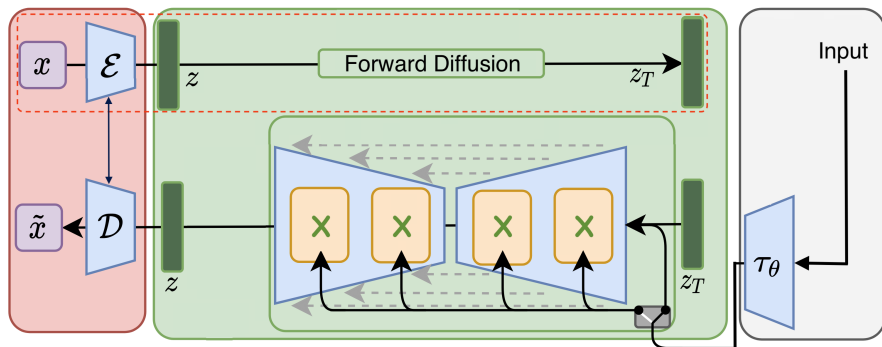 x
ℰ
z
Forward Diffusion
z_T
Input
x̃
𝒟
z
z_T
τ_θ